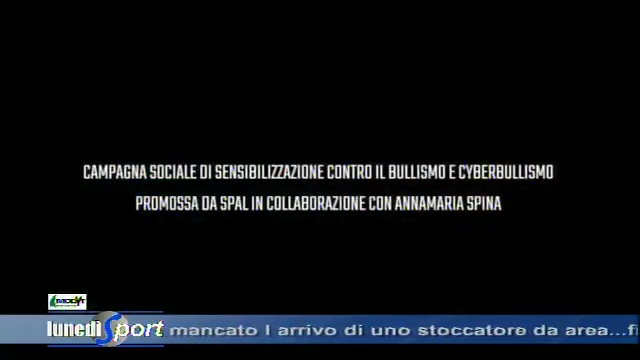 CAMPAGNA SOCIALE DI SENSIBILIZZAZIONE CONTRO IL BULLISMO E CYBERBULLISMO
PROMOSSA DA SPAL IN COLLABORAZIONE CON ANNAMARIA SPINA
lunedì Sport mancato l arrivo di uno stoccatore da area...fi